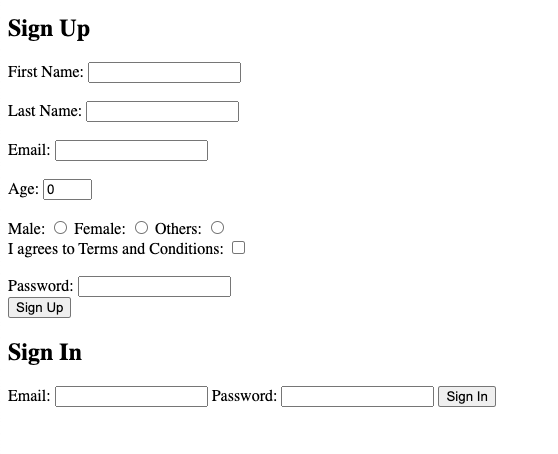 Sign Up
First Name:
Last Name:
Email:
Age: 0
Male: Female: Others:
I agrees to Terms and Conditions:
Password:
Sign Up
Sign In
Email: Password: Sign In